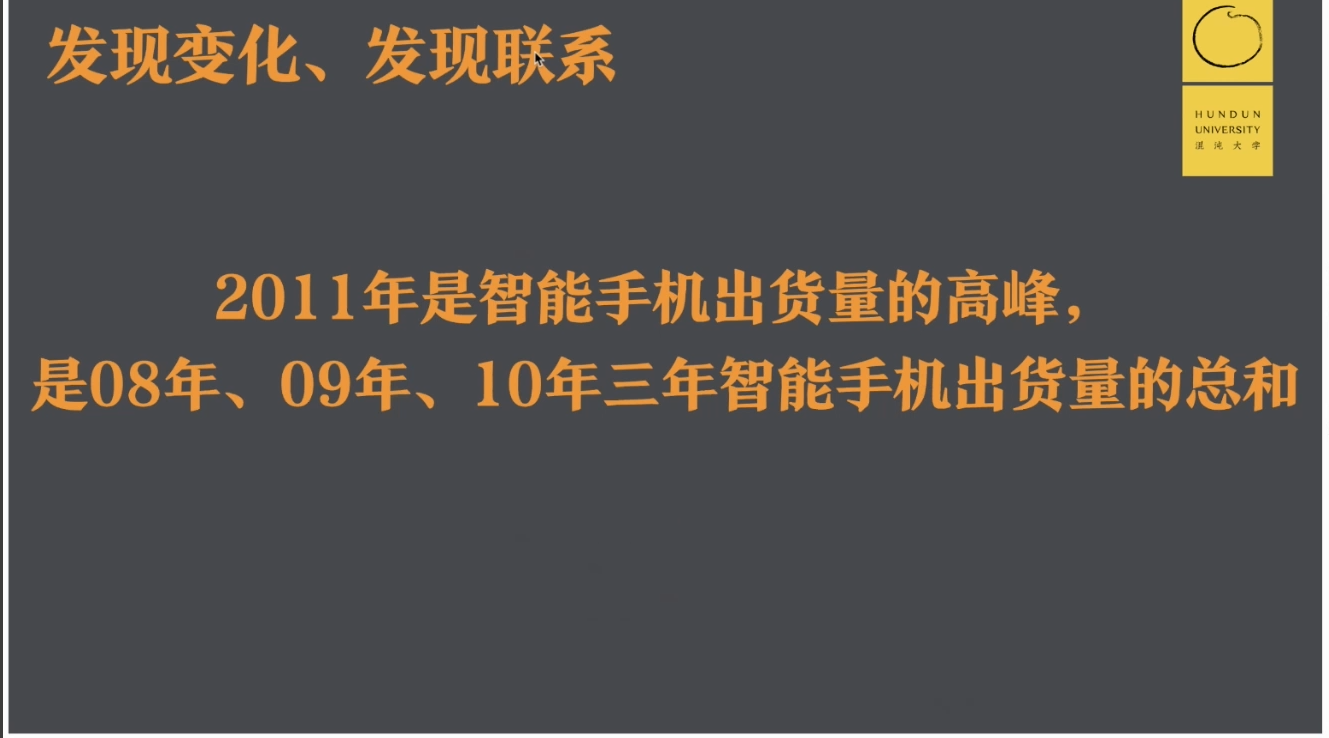 发现变化、发现联系
HUNDUN
UNIVERSITY
混沌大学
2011年是智能手机出货量的高峰，
是08年、09年、10年三年智能手机出货量的总和